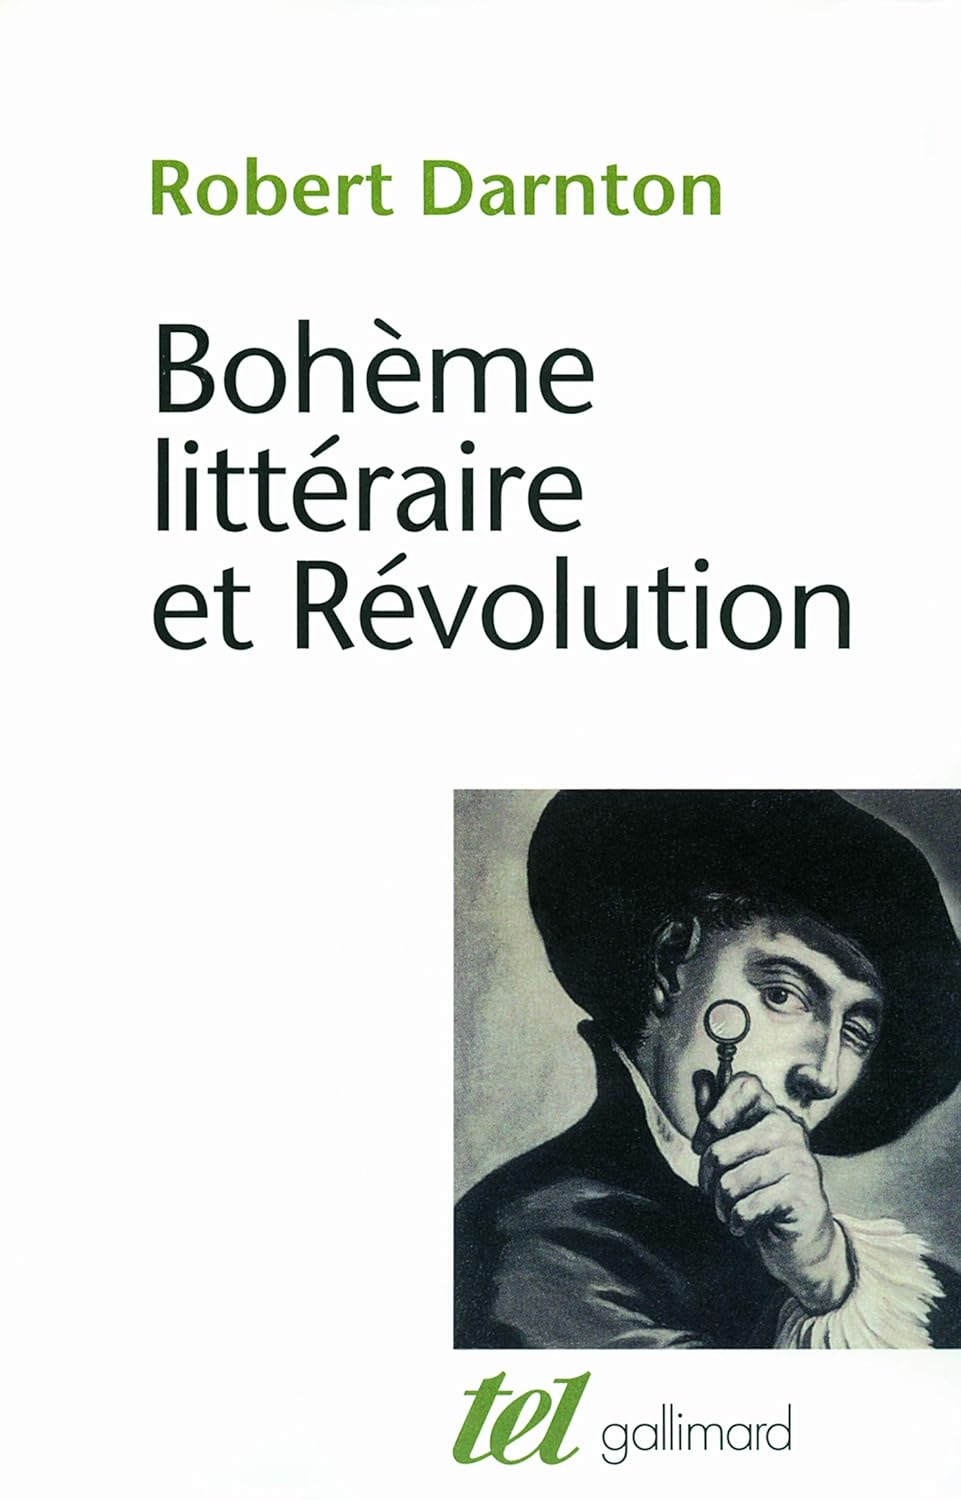 Robert Darnton
Bohème
littéraire
et Révolution
tel gallimard